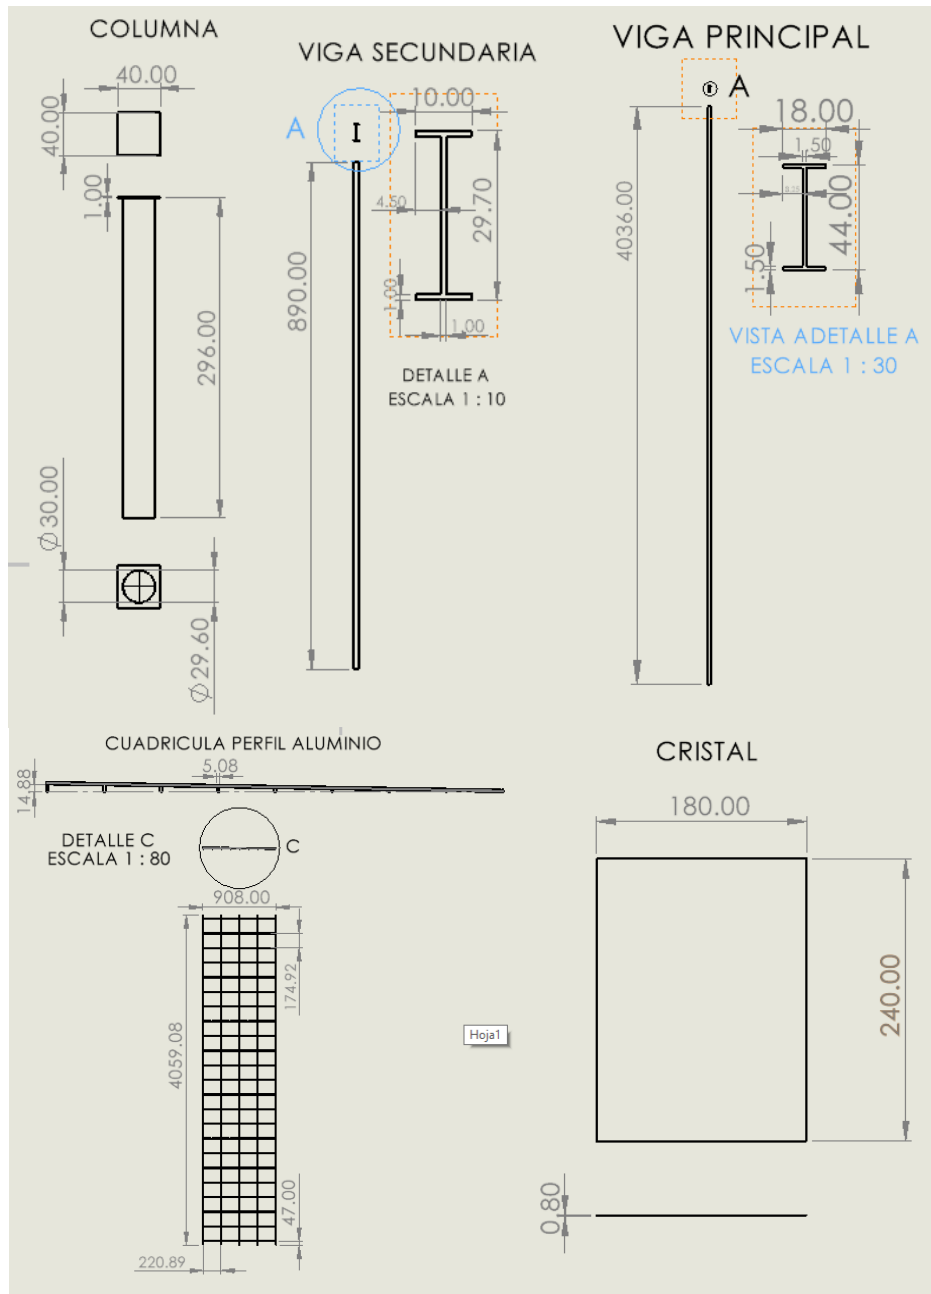 COLUMNA
40.00
40.00
1.00
296.00
Ø30.00
Ø29.60
VIGA SECUNDARIA
A
10.00
4.50
29.70
890.00
1.00
1.00
DETALLE A
ESCALA 1 : 10
VIGA PRINCIPAL
A
18.00
1.50
8.25
44.00
4036.00
1.50
VISTA ADETALLE A
ESCALA 1 : 30
CUADRICULA PERFIL ALUMINIO
5.08
14.88
DETALLE C
ESCALA 1 : 80
C
908.00
174.92
4059.08
47.00
220.89
Hoja1
CRISTAL
180.00
240.00
0.80